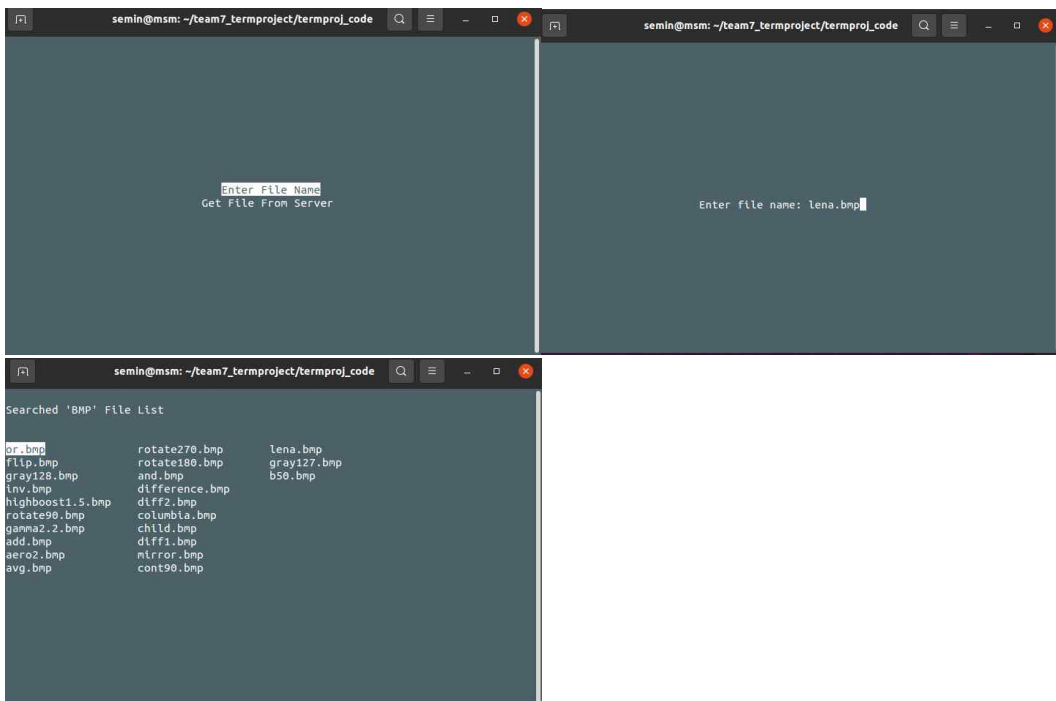 semin@msm: ~/team7_termproject/termproj_code
Enter File Name
Get File From Server
semin@msm: ~/team7_termproject/termproj_code
Enter file name: lena.bmp
semin@msm: ~/team7_termproject/termproj_code
Searched 'BMP' File List
or.bmp rotate270.bmp lena.bmp
flip.bmp rotate180.bmp gray127.bmp
gray128.bmp and.bmp b50.bmp
inv.bmp difference.bmp
highboost1.5.bmp diff2.bmp
rotate90.bmp columbia.bmp
gamma2.2.bmp child.bmp
add.bmp diff1.bmp
aero2.bmp mirror.bmp
avg.bmp cont90.bmp